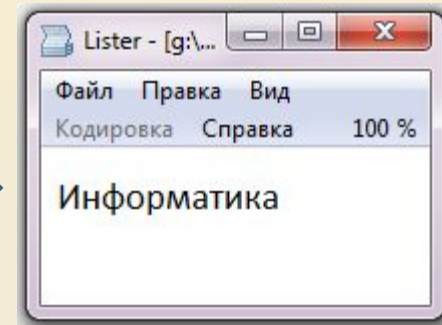 Lister - [g:\...
Файл Правка Вид
Кодировка Справка 100 %
Информатика